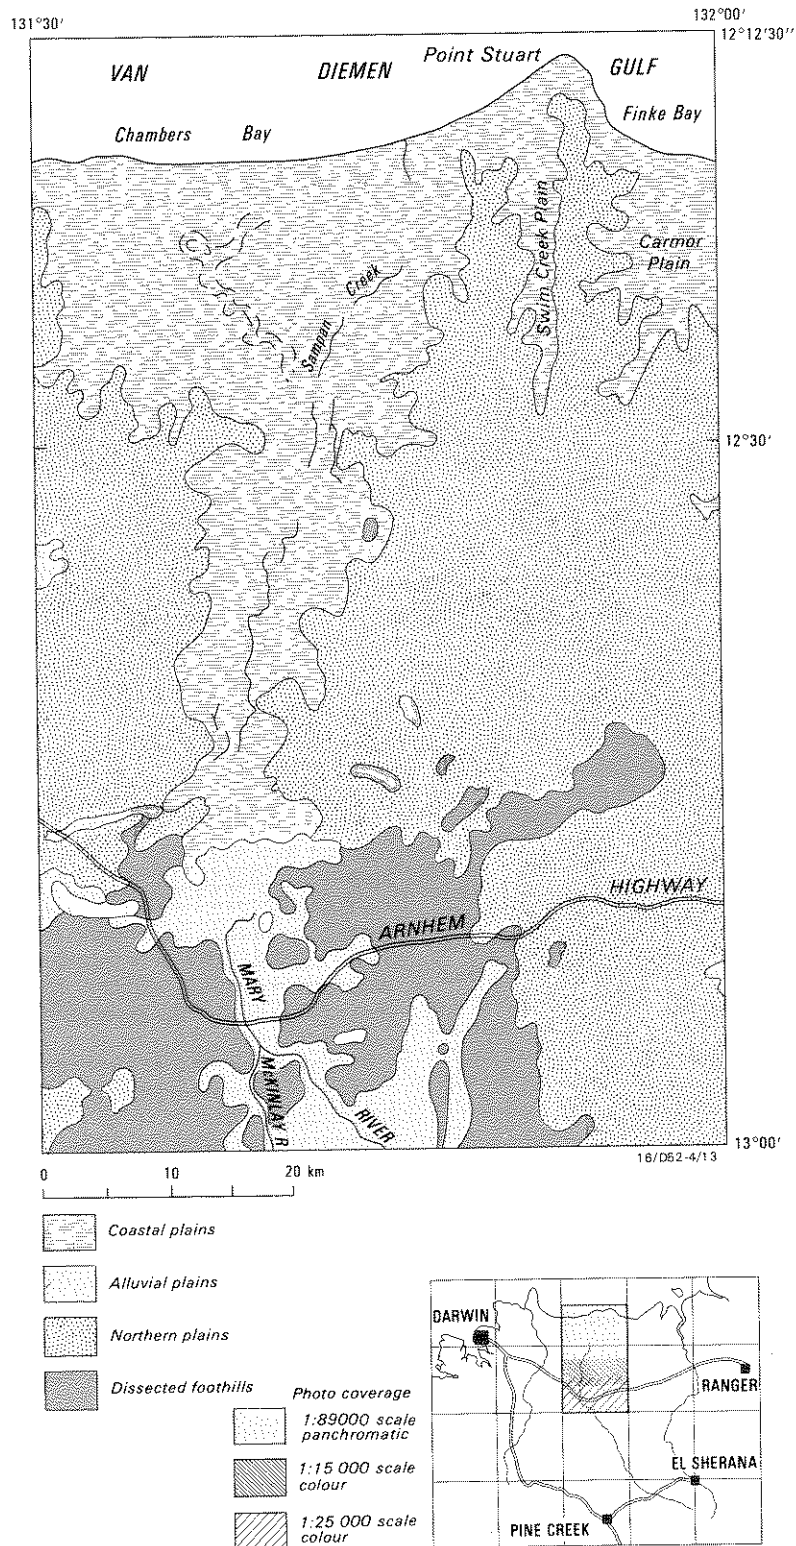 131°30'
132°00'
12°12'30"
VAN DIEMEN GULF
Point Stuart
Finke Bay
Chambers Bay
Swim Creek Plain
Carmor Plain
Sampan Creek
12°30'
ARNHEM HIGHWAY
MARY RIVER
McKINLAY R
13°00'
16/D52-4/13
0 10 20 km
Coastal plains
Alluvial plains
Northern plains
Dissected foothills
Photo coverage
1:89000 scale
panchromatic
1:15 000 scale
colour
1:25 000 scale
colour
DARWIN
RANGER
EL SHERANA
PINE CREEK